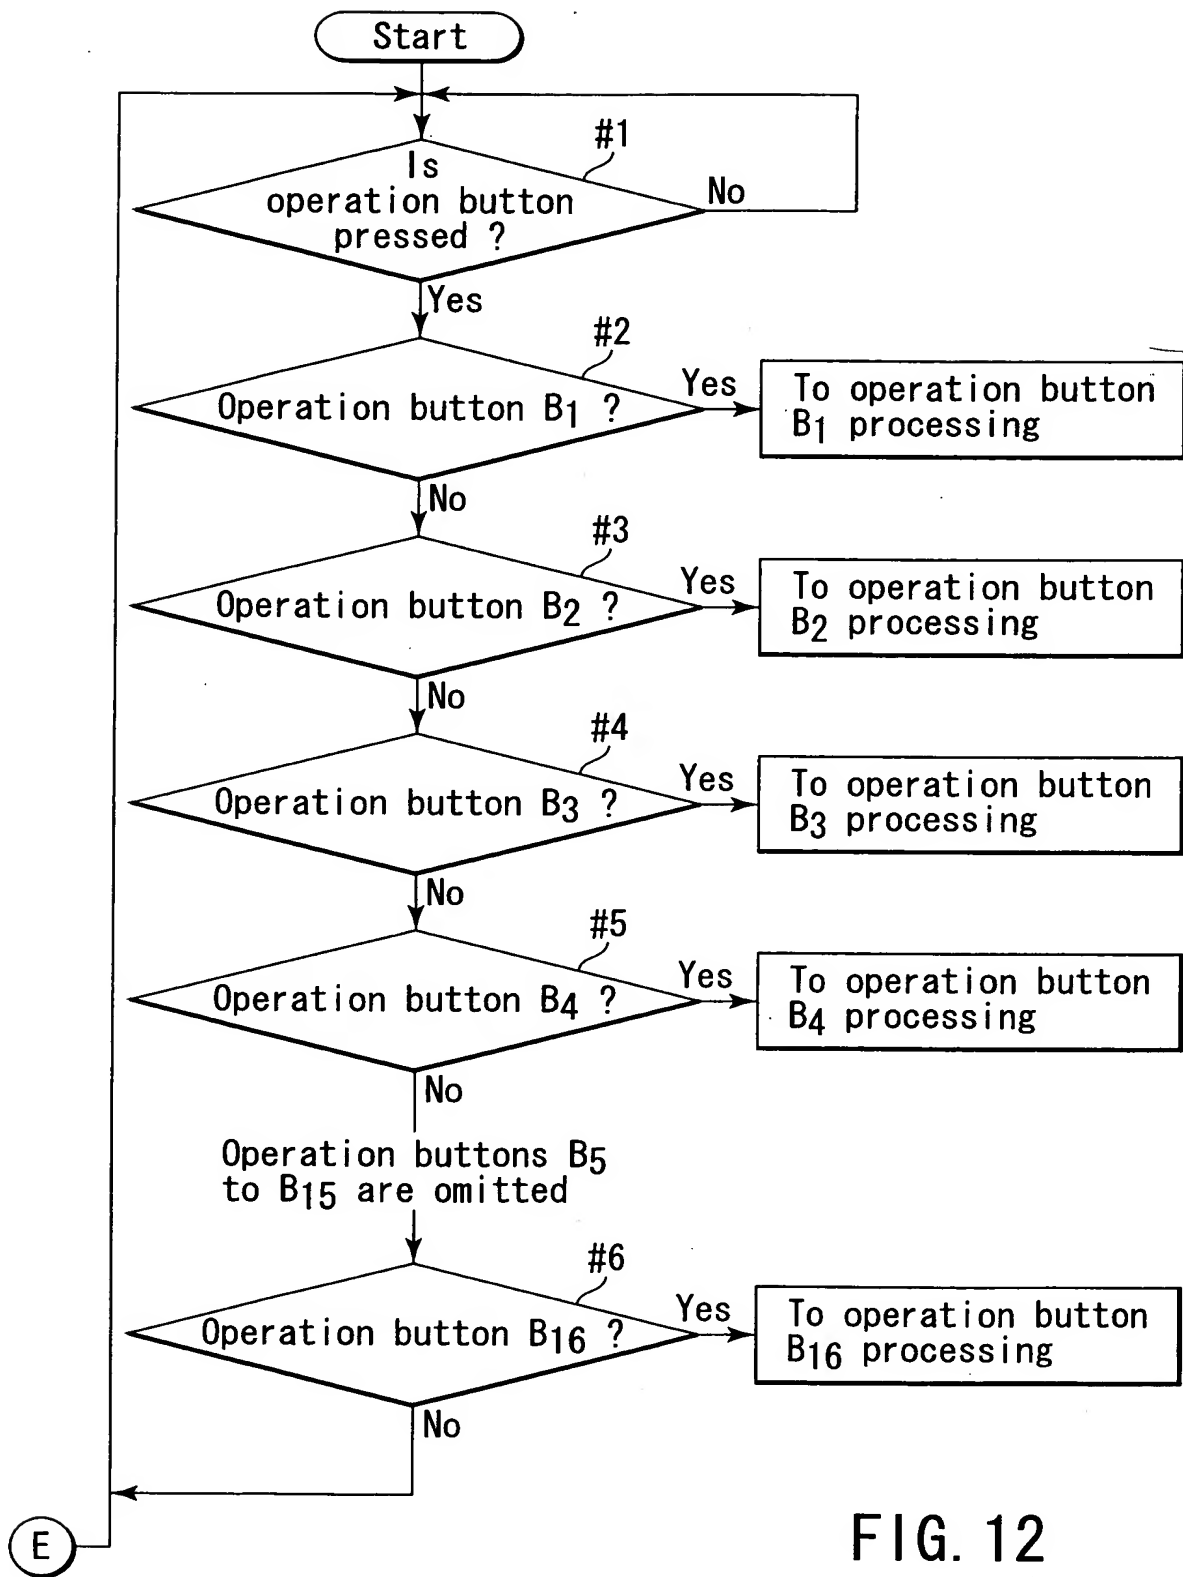 Start
#1
Is
operation button
pressed ?
No
Yes
#2
Operation button B1 ?
Yes
To operation button
B1 processing
No
#3
Operation button B2 ?
Yes
To operation button
B2 processing
No
#4
Operation button B3 ?
Yes
To operation button
B3 processing
No
#5
Operation button B4 ?
Yes
To operation button
B4 processing
No
Operation buttons B5
to B15 are omitted
#6
Operation button B16 ?
Yes
To operation button
B16 processing
No
E
FIG. 12